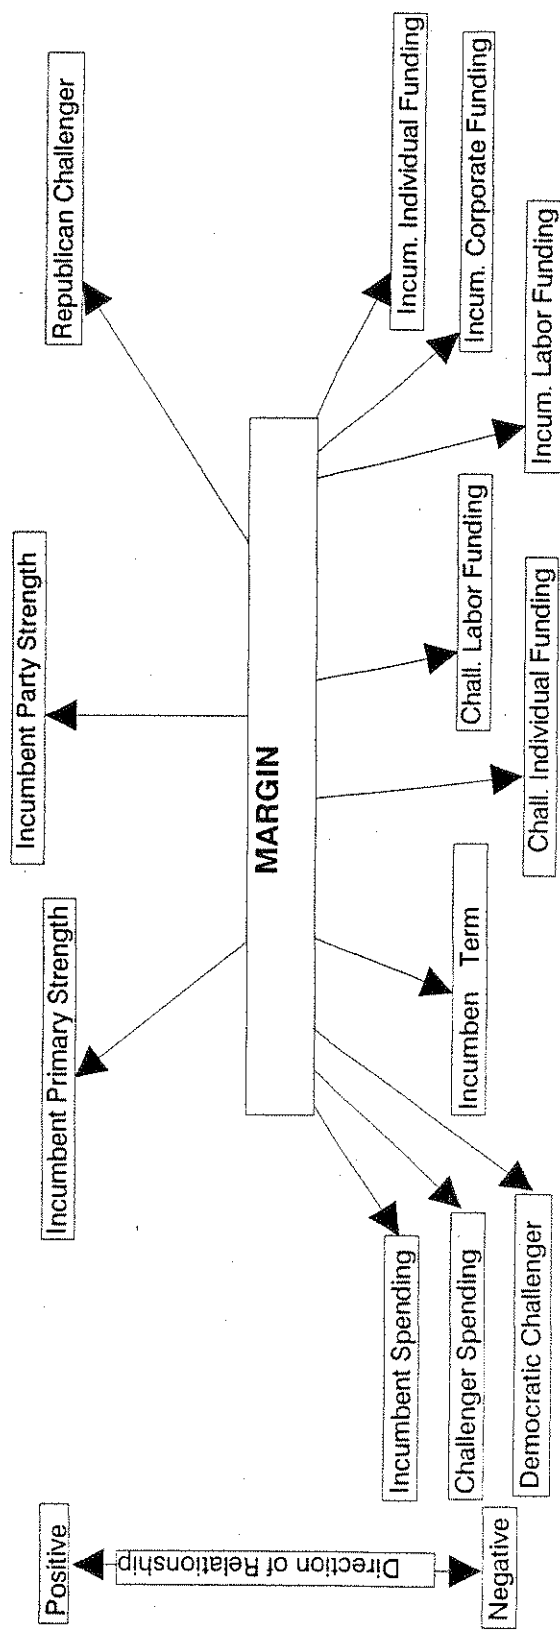 Positive
Direction of Relationship
Negative
Incumbent Primary Strength
Incumbent Party Strength
Republican Challenger
MARGIN
Incumbent Spending
Challenger Spending
Democratic Challenger
Incumben Term
Chall. Individual Funding
Chall. Labor Funding
Incum. Labor Funding
Incum. Corporate Funding
Incum. Individual Funding